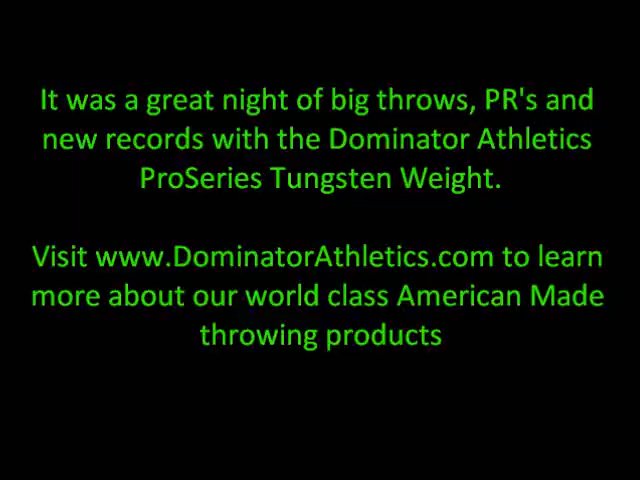 It was a great night of big throws, PR's and
new records with the Dominator Athletics
ProSeries Tungsten Weight.
Visit www.DominatorAthletics.com to learn
more about our world class American Made
throwing products